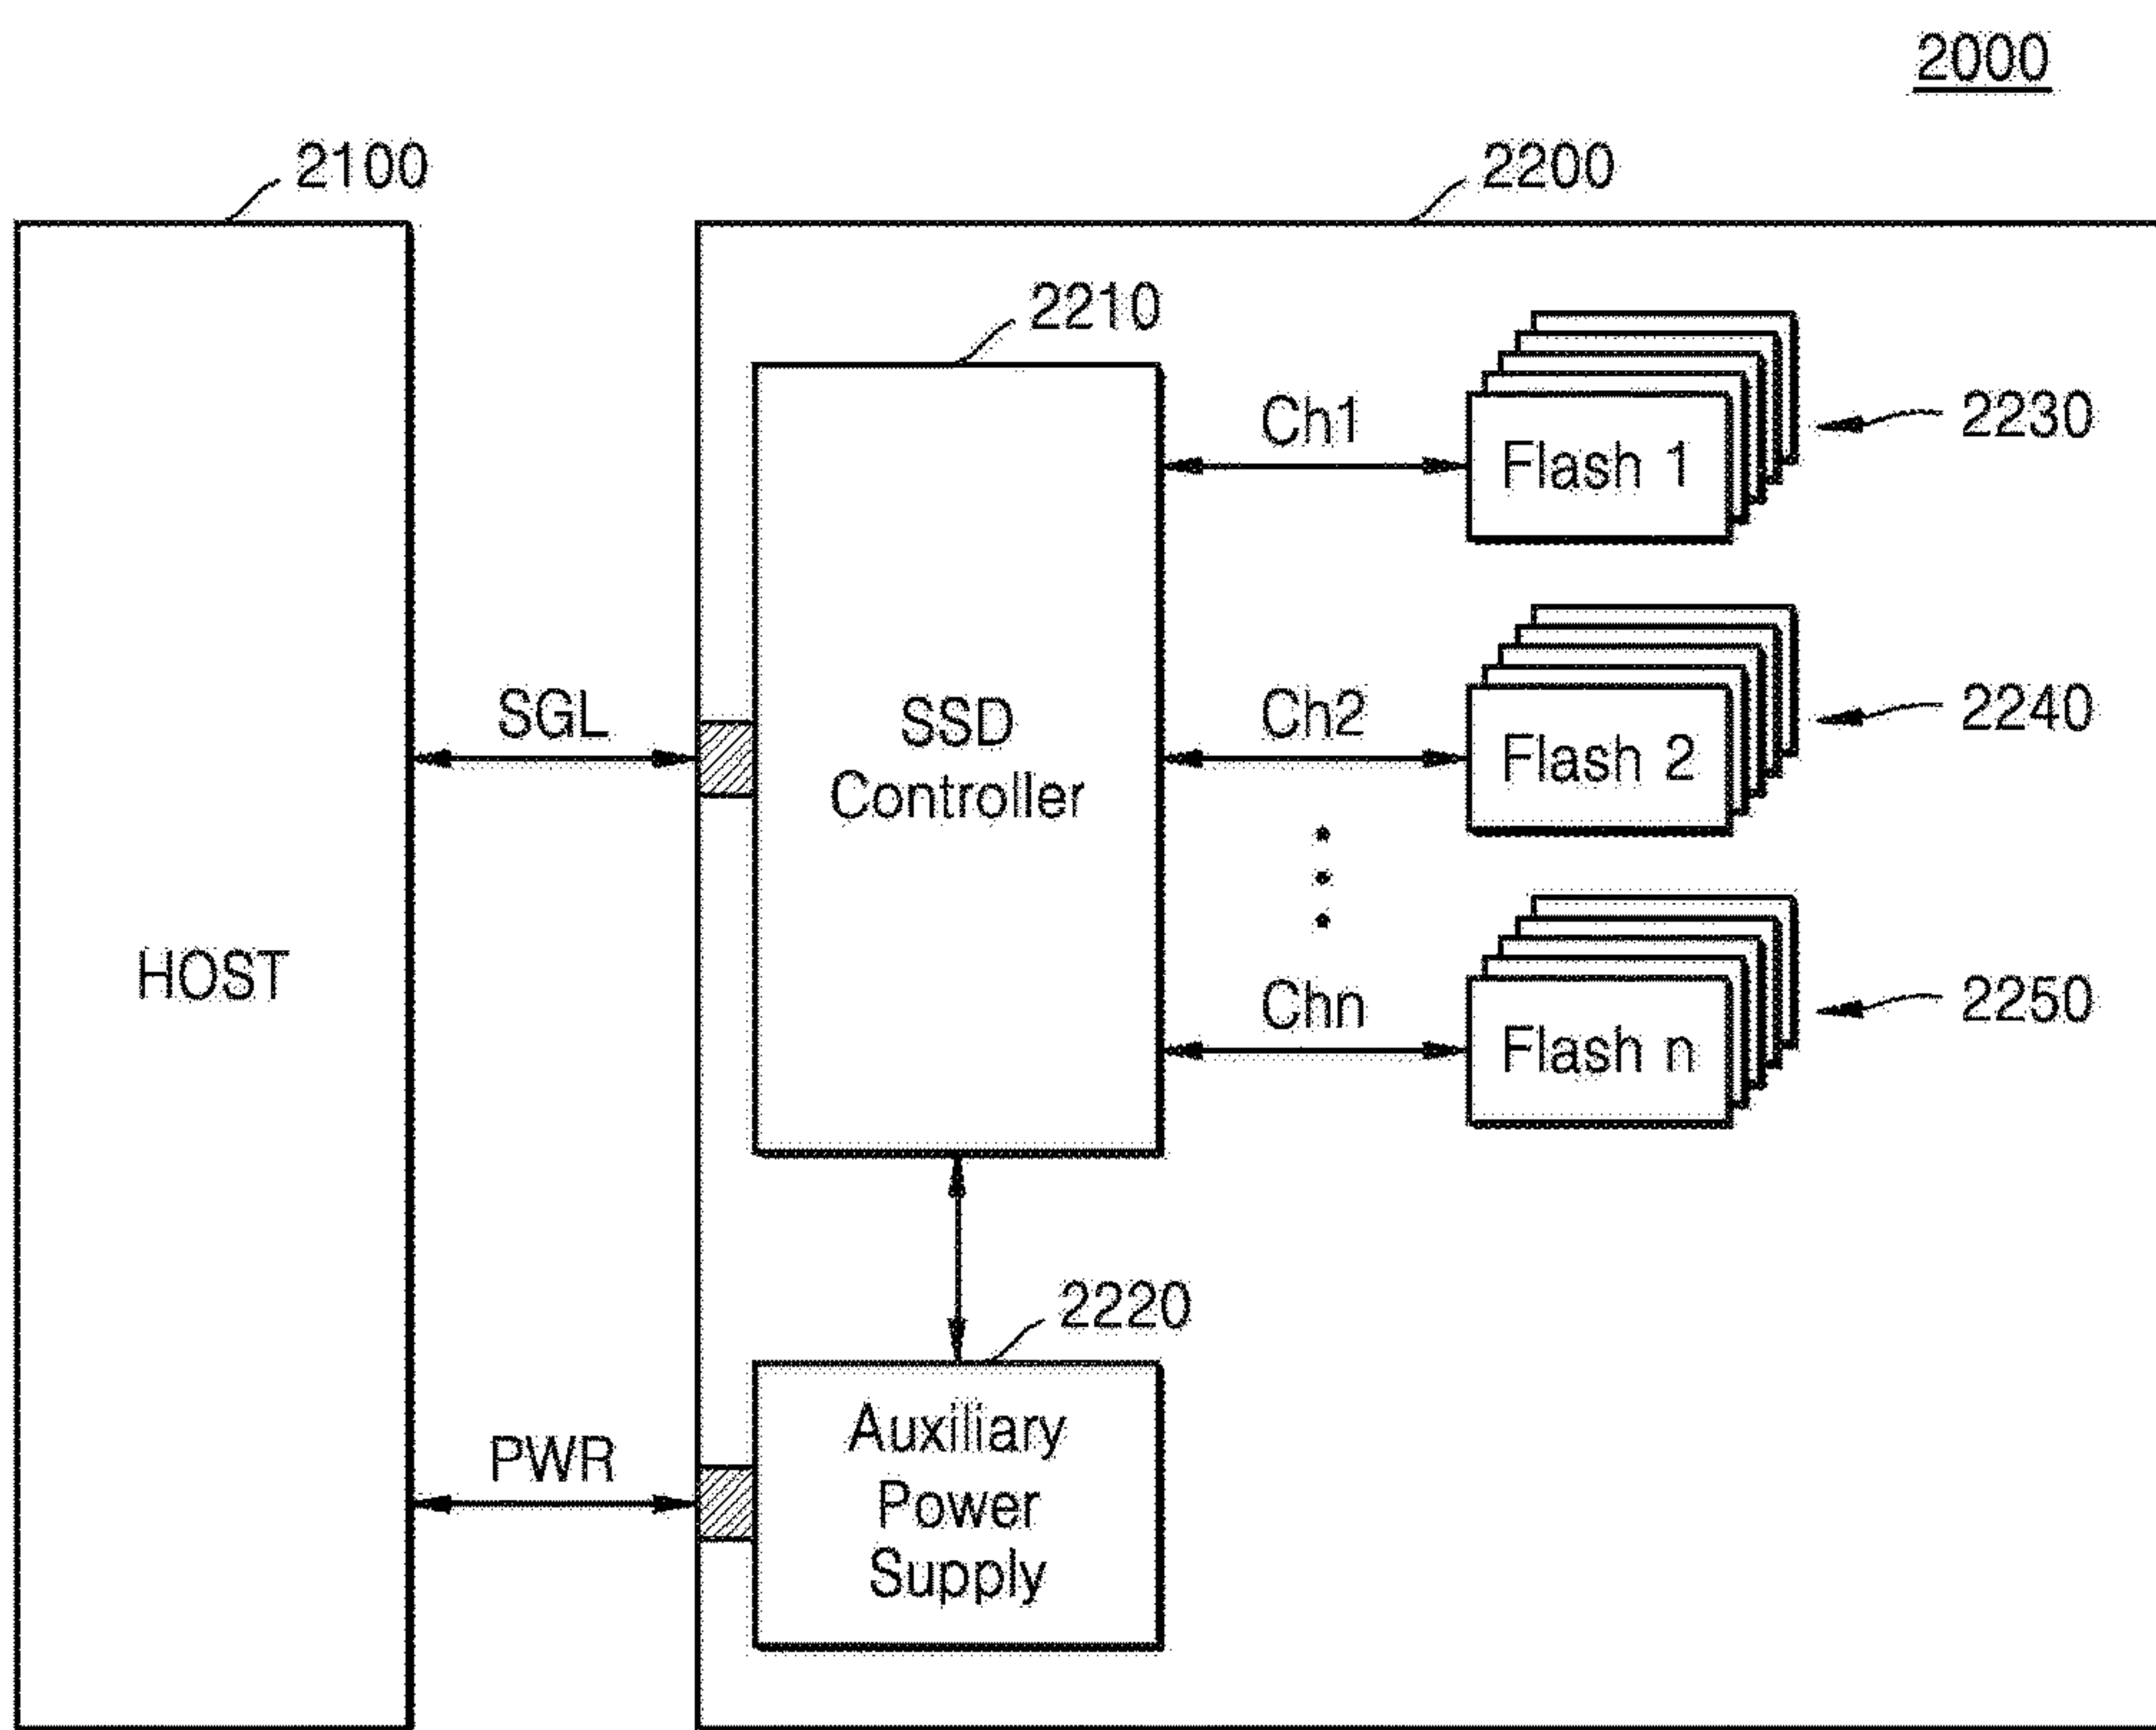 2000
2100
2200
2210
Ch1
Flash 1
2230
SGL
SSD
Controller
Ch2
Flash 2
2240
HOST
Chn
Flash n
2250
2220
PWR
Auxiliary
Power
Supply